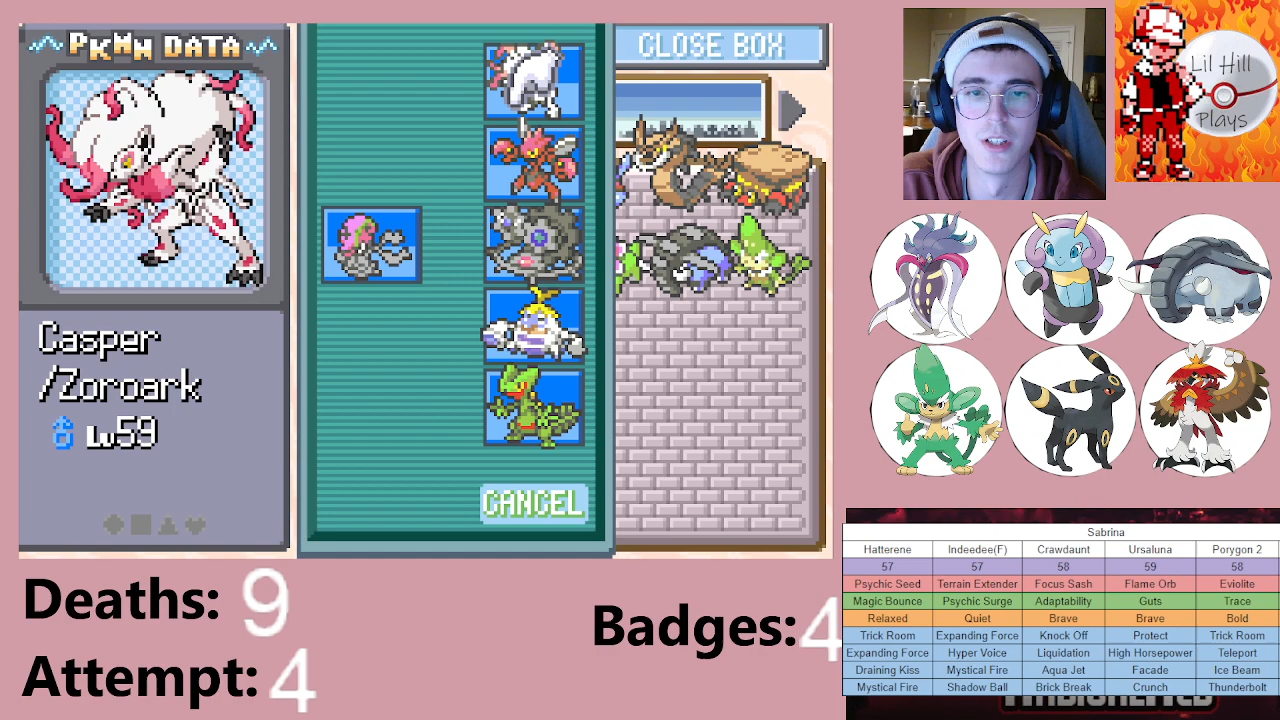 PKMN DATA
CLOSE BOX
Lil Hill
Plays
Casper
/Zoroark
Lv59
CANCEL
Deaths: 9
Attempt: 4
Badges: 4
Sabrina
Hatterene Indeedee(F) Crawdaunt Ursaluna Porygon 2
57 57 58 59 58
Psychic Seed Terrain Extender Focus Sash Flame Orb Eviolite
Magic Bounce Psychic Surge Adaptability Guts Trace
Relaxed Quiet Brave Brave Bold
Trick Room Expanding Force Knock Off Protect Trick Room
Expanding Force Hyper Voice Liquidation High Horsepower Teleport
Draining Kiss Mystical Fire Aqua Jet Facade Ice Beam
Mystical Fire Shadow Ball Brick Break Crunch Thunderbolt